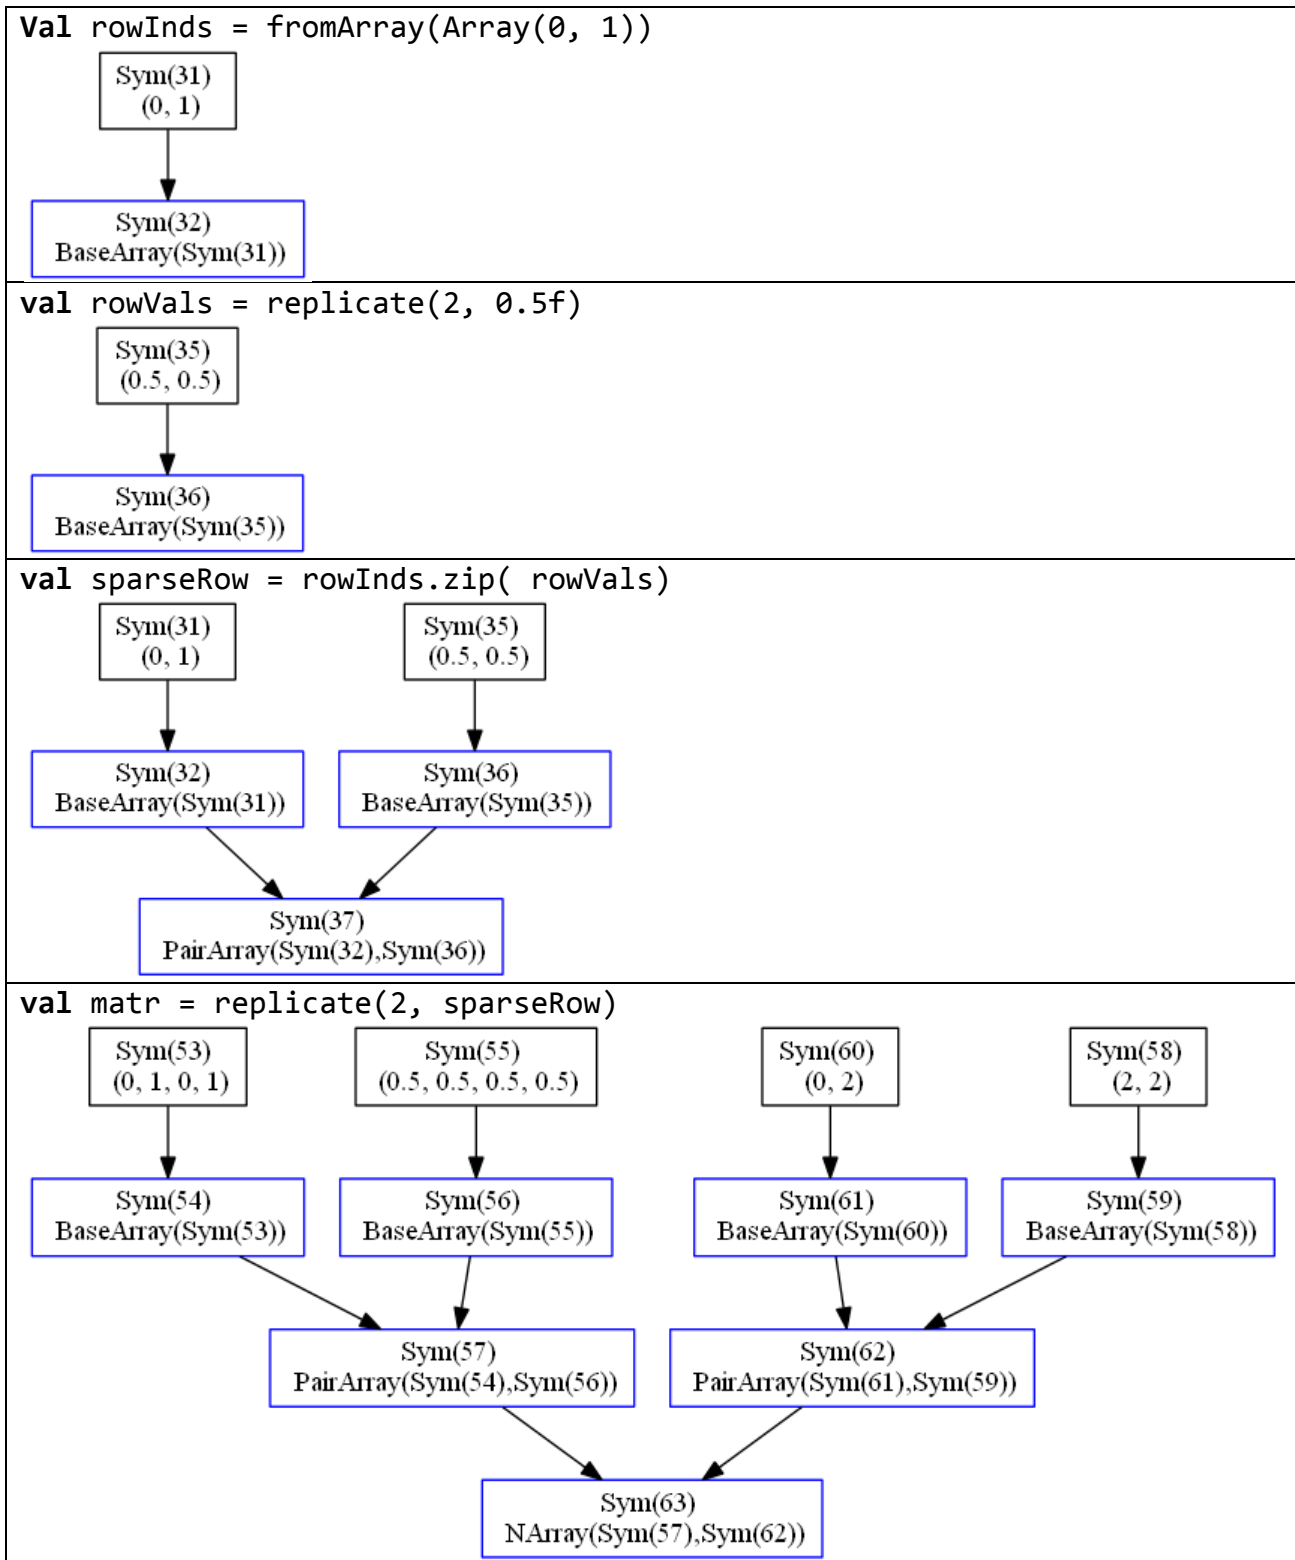 Val rowInds = fromArray(Array(0, 1))
Sym(31)
(0, 1)
Sym(32)
BaseArray(Sym(31))
val rowVals = replicate(2, 0.5f)
Sym(35)
(0.5, 0.5)
Sym(36)
BaseArray(Sym(35))
val sparseRow = rowInds.zip( rowVals)
Sym(31)
(0, 1)
Sym(35)
(0.5, 0.5)
Sym(32)
BaseArray(Sym(31))
Sym(36)
BaseArray(Sym(35))
Sym(37)
PairArray(Sym(32),Sym(36))
val matr = replicate(2, sparseRow)
Sym(53)
(0, 1, 0, 1)
Sym(55)
(0.5, 0.5, 0.5, 0.5)
Sym(60)
(0, 2)
Sym(58)
(2, 2)
Sym(54)
BaseArray(Sym(53))
Sym(56)
BaseArray(Sym(55))
Sym(61)
BaseArray(Sym(60))
Sym(59)
BaseArray(Sym(58))
Sym(57)
PairArray(Sym(54),Sym(56))
Sym(62)
PairArray(Sym(61),Sym(59))
Sym(63)
NArray(Sym(57),Sym(62))